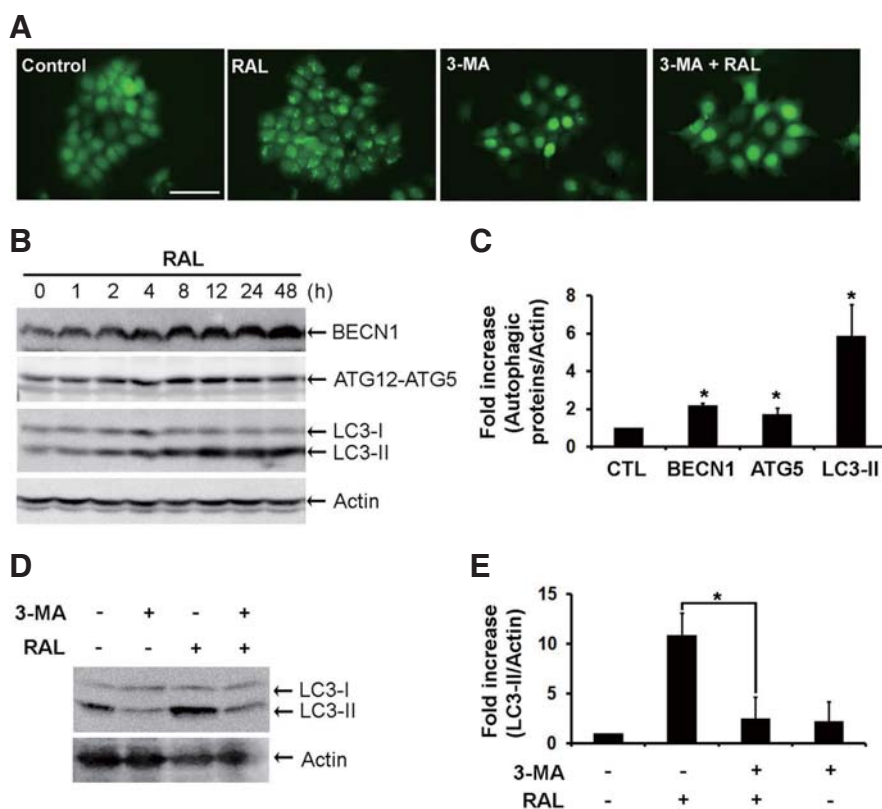 A
Control RAL 3-MA 3-MA + RAL
B
RAL
0 1 2 4 8 12 24 48 (h)
← BECN1
← ATG12-ATG5
← LC3-I
← LC3-II
← Actin
C
Fold increase
(Autophagic
proteins/Actin)
8
6
4
2
0
* * *
CTL BECN1 ATG5 LC3-II
D
3-MA - + - +
RAL - - + +
← LC3-I
← LC3-II
← Actin
E
Fold increase
(LC3-II/Actin)
15
10
5
0
*
3-MA - - + +
RAL - + + -